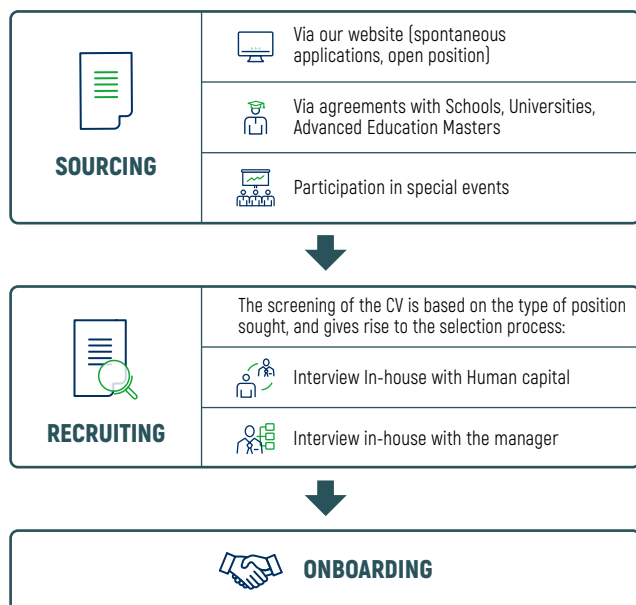 Via our website (spontaneous
applications, open position)
Via agreements with Schools, Universities,
Advanced Education Masters
SOURCING
Participation in special events
The screening of the CV is based on the type of position
sought, and gives rise to the selection process:
Interview In-house with Human capital
RECRUITING
Interview in-house with the manager
ONBOARDING